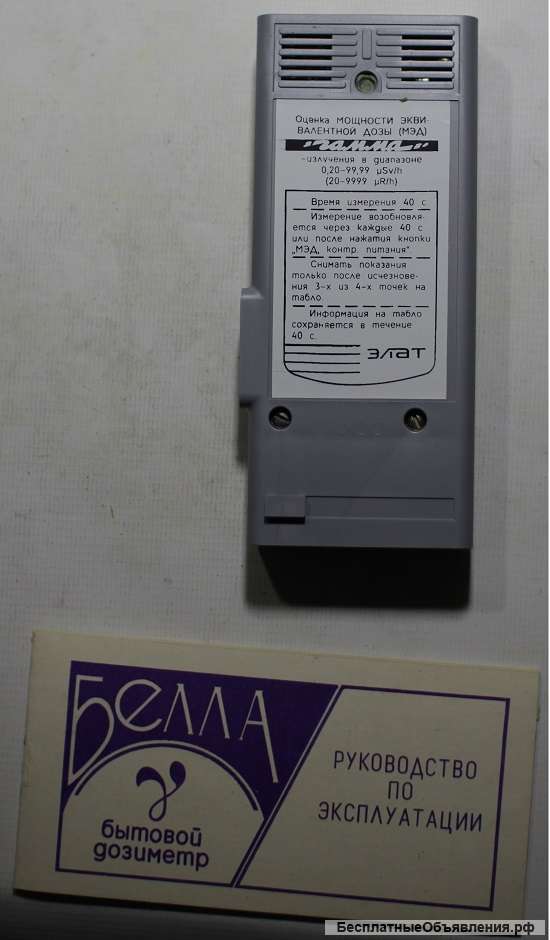 Оценка МОЩНОСТИ ЭКВИ-
ВАЛЕНТНОЙ ДОЗЫ (МЭД)
"гамма"
-излучения в диапазоне
0,20-99,99 µSv/h
(20-9999 µR/h)
Время измерения 40 с
Измерение возобновля-
ется через каждые 40 с
или после нажатия кнопки
„МЭД, контр. питания"
Снимать показания
только после исчезнове-
ния 3-х из 4-х точек на
табло.
Информация на табло
сохраняется в течение
40 с.
ЭЛАТ
БЕЛЛА
γ
бытовой
дозиметр
РУКОВОДСТВО
ПО
ЭКСПЛУАТАЦИИ
БесплатныеОбъявления.рф